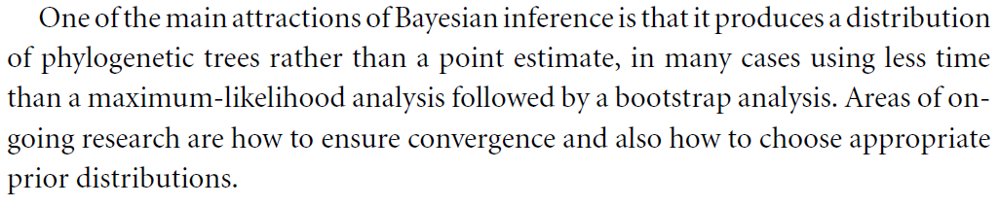 One of the main attractions of Bayesian inference is that it produces a distribution
of phylogenetic trees rather than a point estimate, in many cases using less time
than a maximum-likelihood analysis followed by a bootstrap analysis. Areas of on-
going research are how to ensure convergence and also how to choose appropriate
prior distributions.